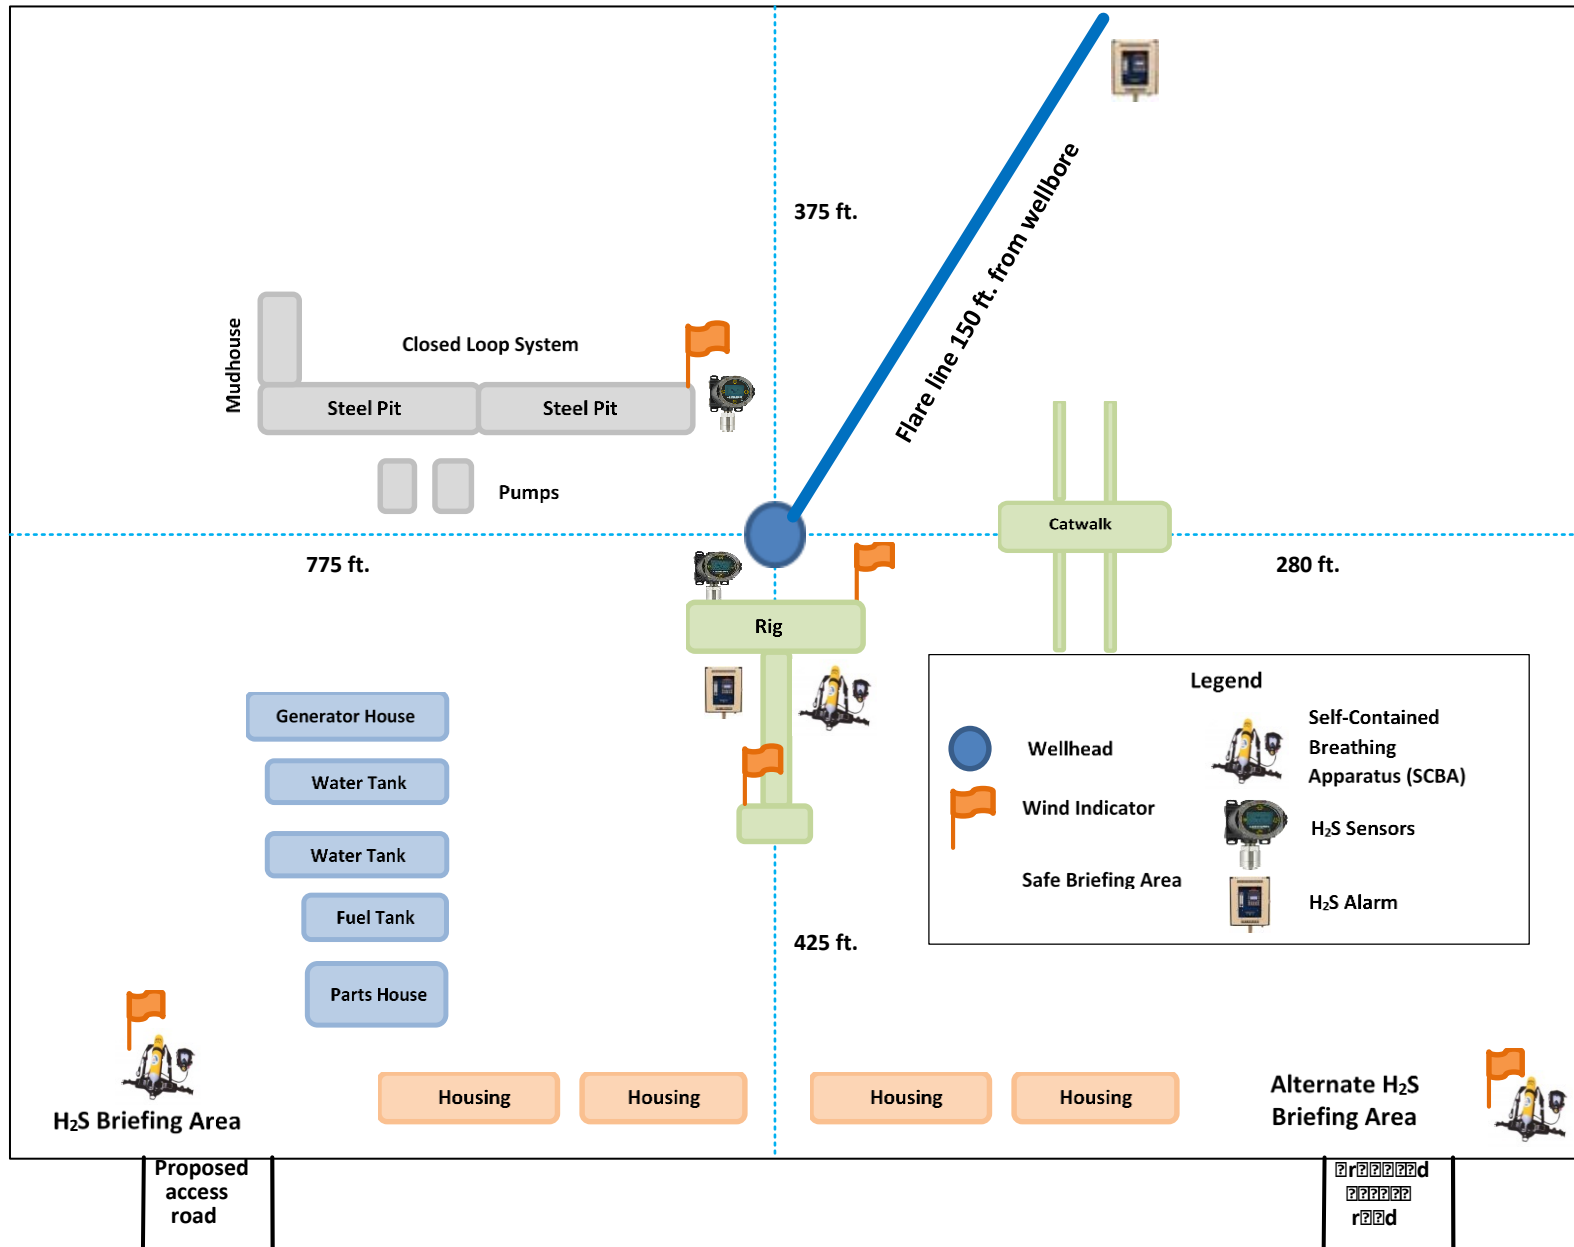 375 ft.
Flare line 150 ft. from wellbore
Mudhouse
Closed Loop System
Steel Pit
Steel Pit
Pumps
Catwalk
775 ft.
280 ft.
Rig
Generator House
Water Tank
Water Tank
Fuel Tank
Parts House
425 ft.
Legend
Wellhead
Wind Indicator
Safe Briefing Area
Self-Contained
Breathing
Apparatus (SCBA)
H₂S Sensors
H₂S Alarm
H₂S Briefing Area
Housing
Housing
Housing
Housing
Alternate H₂S
Briefing Area
Proposed
access
road